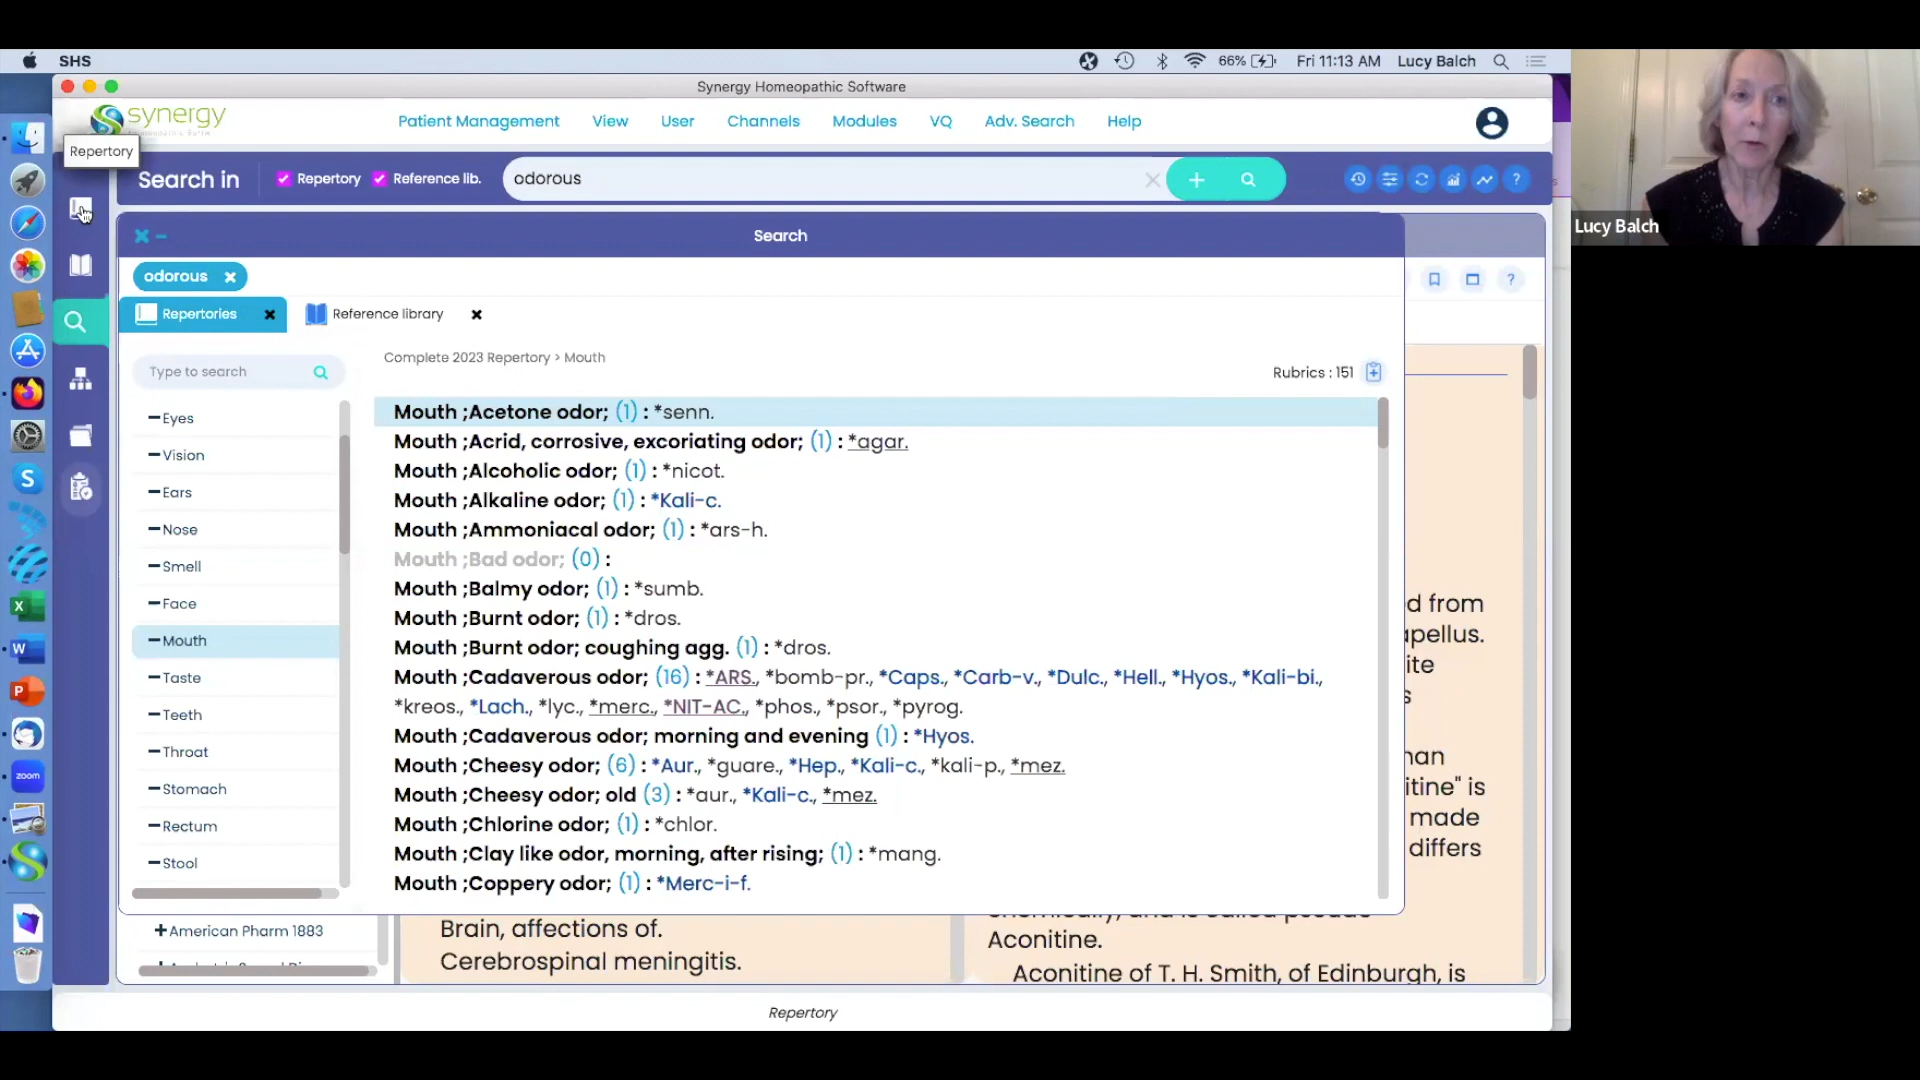 SHS
66%
Fri 11:13 AM
Lucy Balch
Synergy Homeopathic Software
synergy
Patient Management
View
User
Channels
Modules
VQ
Adv. Search
Help
Repertory
Search in
Repertory
Reference lib.
odorous
Lucy Balch
Search
odorous
Repertories
Reference library
Complete 2023 Repertory > Mouth
Type to search
Rubrics : 151
Eyes
Vision
Ears
Nose
Smell
Face
Mouth
Taste
Teeth
Throat
Stomach
Rectum
Stool
Mouth ;Acetone odor; (1) : *senn.
Mouth ;Acrid, corrosive, excoriating odor; (1) : *agar.
Mouth ;Alcoholic odor; (1) : *nicot.
Mouth ;Alkaline odor; (1) : *Kali-c.
Mouth ;Ammoniacal odor; (1) : *ars-h.
Mouth ;Bad odor; (0) :
Mouth ;Balmy odor; (1) : *sumb.
Mouth ;Burnt odor; (1) : *dros.
Mouth ;Burnt odor; coughing agg. (1) : *dros.
Mouth ;Cadaverous odor; (16) : *ARS., *bomb-pr., *Caps., *Carb-v., *Dulc., *Hell., *Hyos., *Kali-bi.,
*kreos., *Lach., *lyc., *merc., *NIT-AC., *phos., *psor., *pyrog.
Mouth ;Cadaverous odor; morning and evening (1) : *Hyos.
Mouth ;Cheesy odor; (6) : *Aur., *guare., *Hep., *Kali-c., *kali-p., *mez.
Mouth ;Cheesy odor; old (3) : *aur., *Kali-c., *mez.
Mouth ;Chlorine odor; (1) : *chlor.
Mouth ;Clay like odor, morning, after rising; (1) : *mang.
Mouth ;Coppery odor; (1) : *Merc-i-f.
d from
apellus.
ite
s
nan
itine" is
made
differs
American Pharm 1883
Brain, affections of.
Cerebrospinal meningitis.
Aconitine.
Aconitine of T. H. Smith, of Edinburgh, is
Repertory